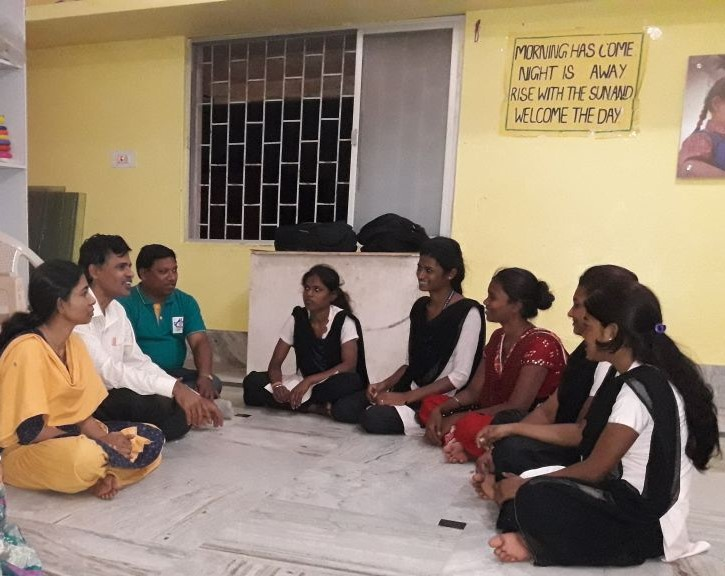 MORNING HAS COME
NIGHT IS AWAY
RISE WITH THE SUN AND
WELCOME THE DAY